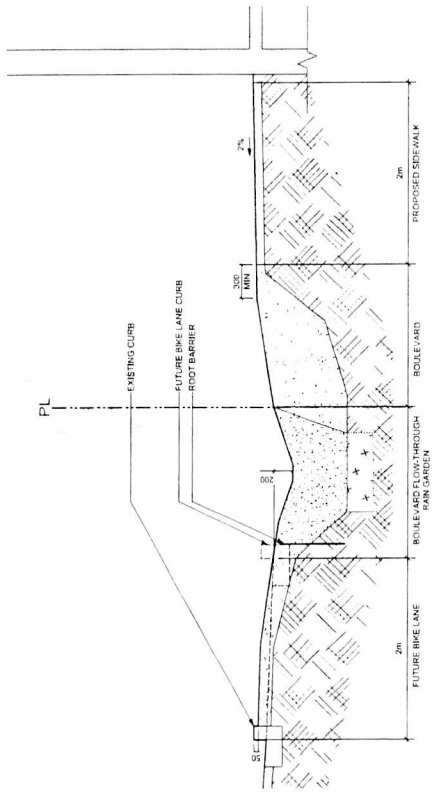 PL
EXISTING CURB
FUTURE BIKE LANE CURB
ROOT BARRIER
2%
300
MIN
200
50
2m
2m
FUTURE BIKE LANE
BOULEVARD FLOW-THROUGH
RAIN GARDEN
BOULEVARD
PROPOSED SIDEWALK